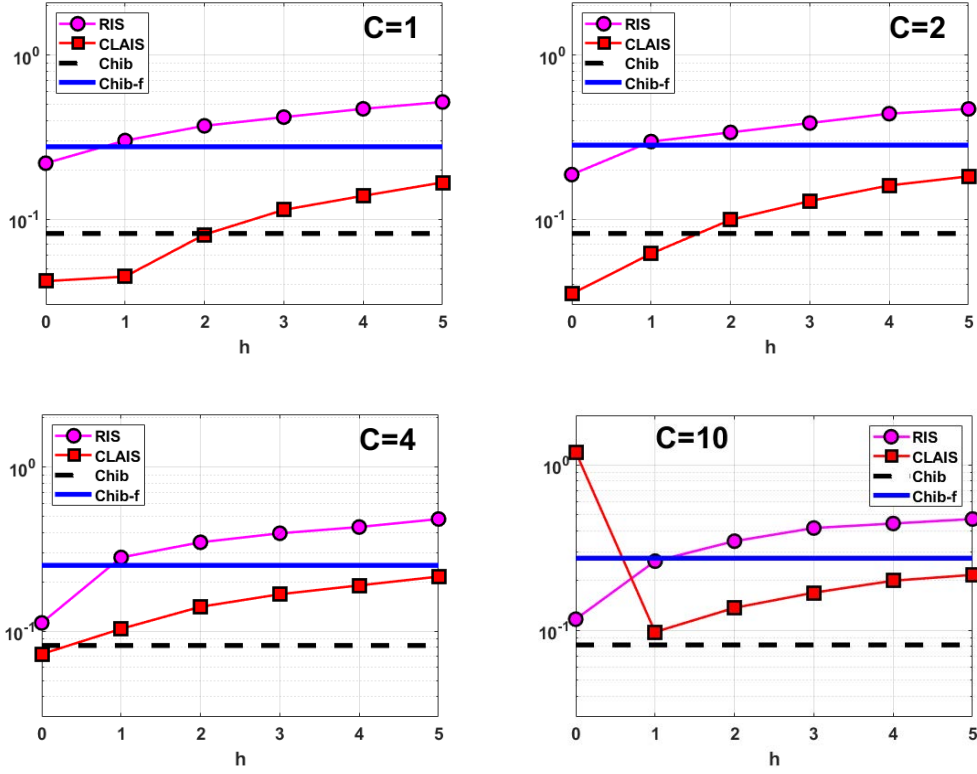 C=1
RIS
CLAIS
Chib
Chib-f
10^0
10^-1
0 1 2 3 4 5
h
C=2
RIS
CLAIS
Chib
Chib-f
10^0
10^-1
0 1 2 3 4 5
h
C=4
RIS
CLAIS
Chib
Chib-f
10^0
10^-1
0 1 2 3 4 5
h
C=10
RIS
CLAIS
Chib
Chib-f
10^0
10^-1
0 1 2 3 4 5
h